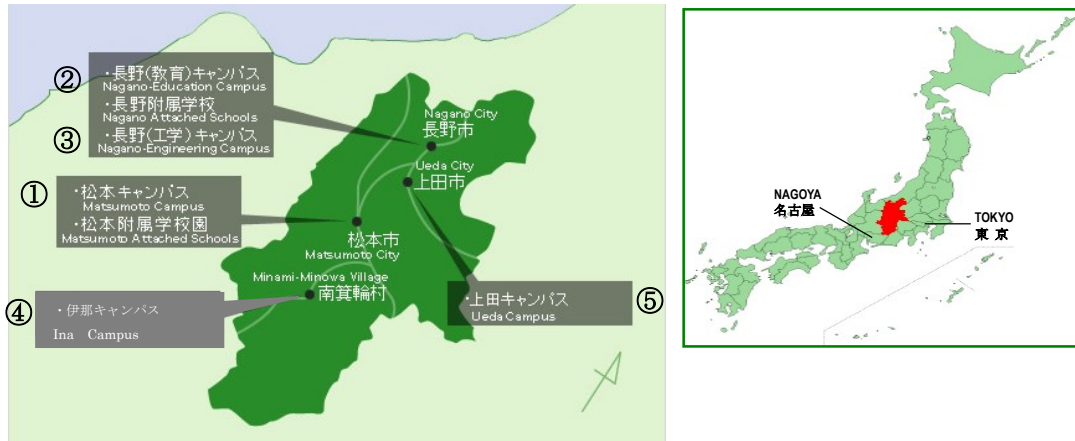 ②
・長野(教育)キャンパス
Nagano-Education Campus
・長野附属学校
Nagano Attached Schools
③
・長野(工学)キャンパス
Nagano-Engineering Campus
Nagano City
長野市
Ueda City
上田市
①
・松本キャンパス
Matsumoto Campus
・松本附属学校園
Matsumoto Attached Schools
松本市
Matsumoto City
Minami-Minowa Village
南箕輪村
④
・伊那キャンパス
Ina Campus
・上田キャンパス
Ueda Campus
⑤
NAGOYA
名古屋
TOKYO
東京